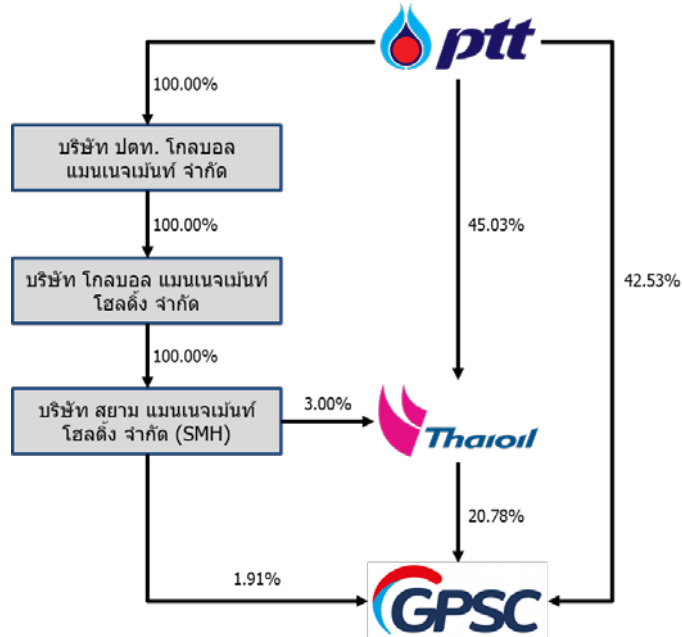 ptt
100.00%
บริษัท ปตท. โกลบอล
แมนเนจเม้นท์ จำกัด
100.00%
45.03%
42.53%
บริษัท โกลบอล แมนเนจเม้นท์
โฮลดิ้ง จำกัด
100.00%
บริษัท สยาม แมนเนจเม้นท์
โฮลดิ้ง จำกัด (SMH)
3.00%
Thaioil
20.78%
1.91%
GPSC